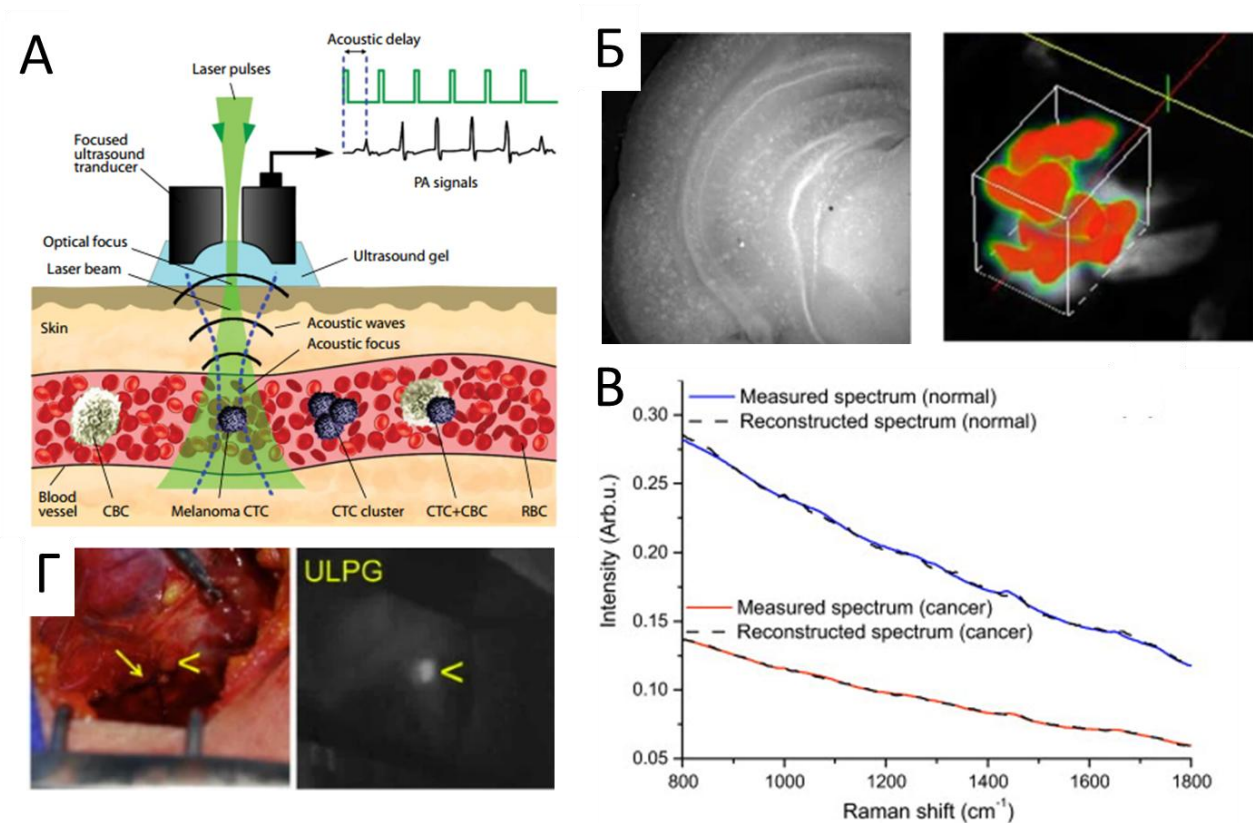 А
Acoustic delay
Laser pulses
Focused
ultrasound
tranducer
PA signals
Optical focus
Laser beam
Ultrasound gel
Skin
Acoustic waves
Acoustic focus
Blood
vessel
CBC
Melanoma CTC
CTC cluster
CTC+CBC
RBC
Б
В
Measured spectrum (normal)
Reconstructed spectrum (normal)
Measured spectrum (cancer)
Reconstructed spectrum (cancer)
Intensity (Arb.u.)
0.30
0.25
0.20
0.15
0.10
0.05
800
1000
1200
1400
1600
1800
Raman shift (cm⁻¹)
Г
<
ULPG
<